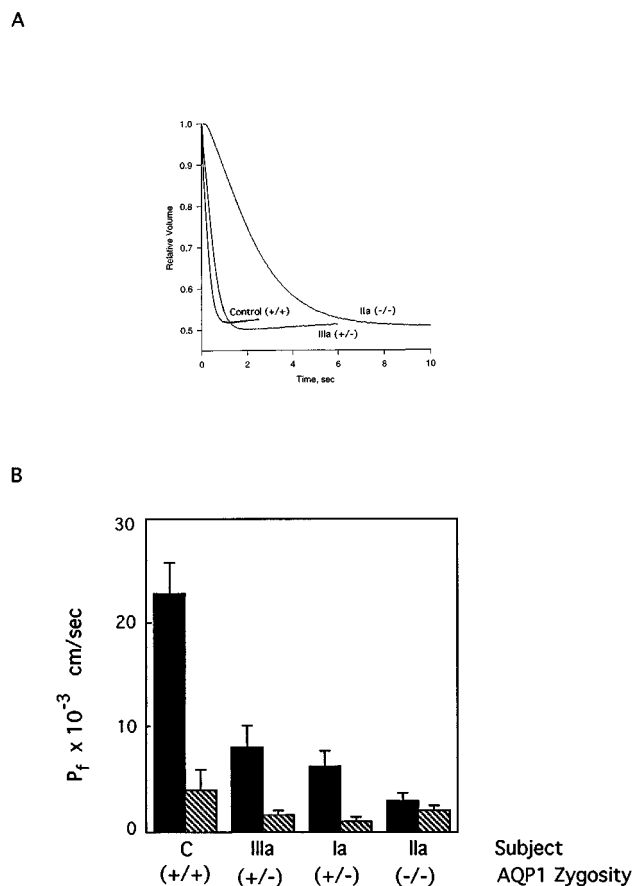 A
1.0
0.9
0.8
0.7
0.6
0.5
Relative Volume
Control (+/+)
IIa (-/-)
IIIa (+/-)
0 2 4 6 8 10
Time, sec
B
30
20
10
0
P_f x 10^-3 cm/sec
C IIIa Ia IIa Subject
(+/+) (+/-) (+/-) (-/-) AQP1 Zygosity